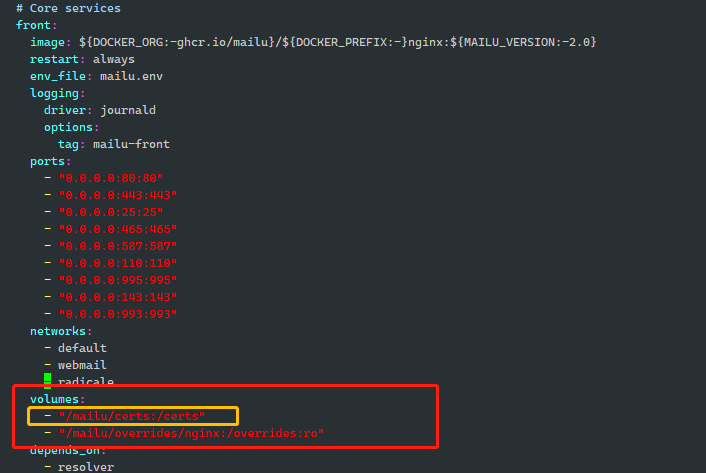 # Core services
front:
image: ${DOCKER_ORG:-ghcr.io/mailu}/${DOCKER_PREFIX:-}nginx:${MAILU_VERSION:-2.0}
restart: always
env_file: mailu.env
logging:
driver: journald
options:
tag: mailu-front
ports:
- "0.0.0.0:80:80"
- "0.0.0.0:443:443"
- "0.0.0.0:25:25"
- "0.0.0.0:465:465"
- "0.0.0.0:587:587"
- "0.0.0.0:110:110"
- "0.0.0.0:995:995"
- "0.0.0.0:143:143"
- "0.0.0.0:993:993"
networks:
- default
- webmail
- radicale
volumes:
- "/mailu/certs:/certs"
- "/mailu/overrides/nginx:/overrides:ro"
depends_on:
- resolver